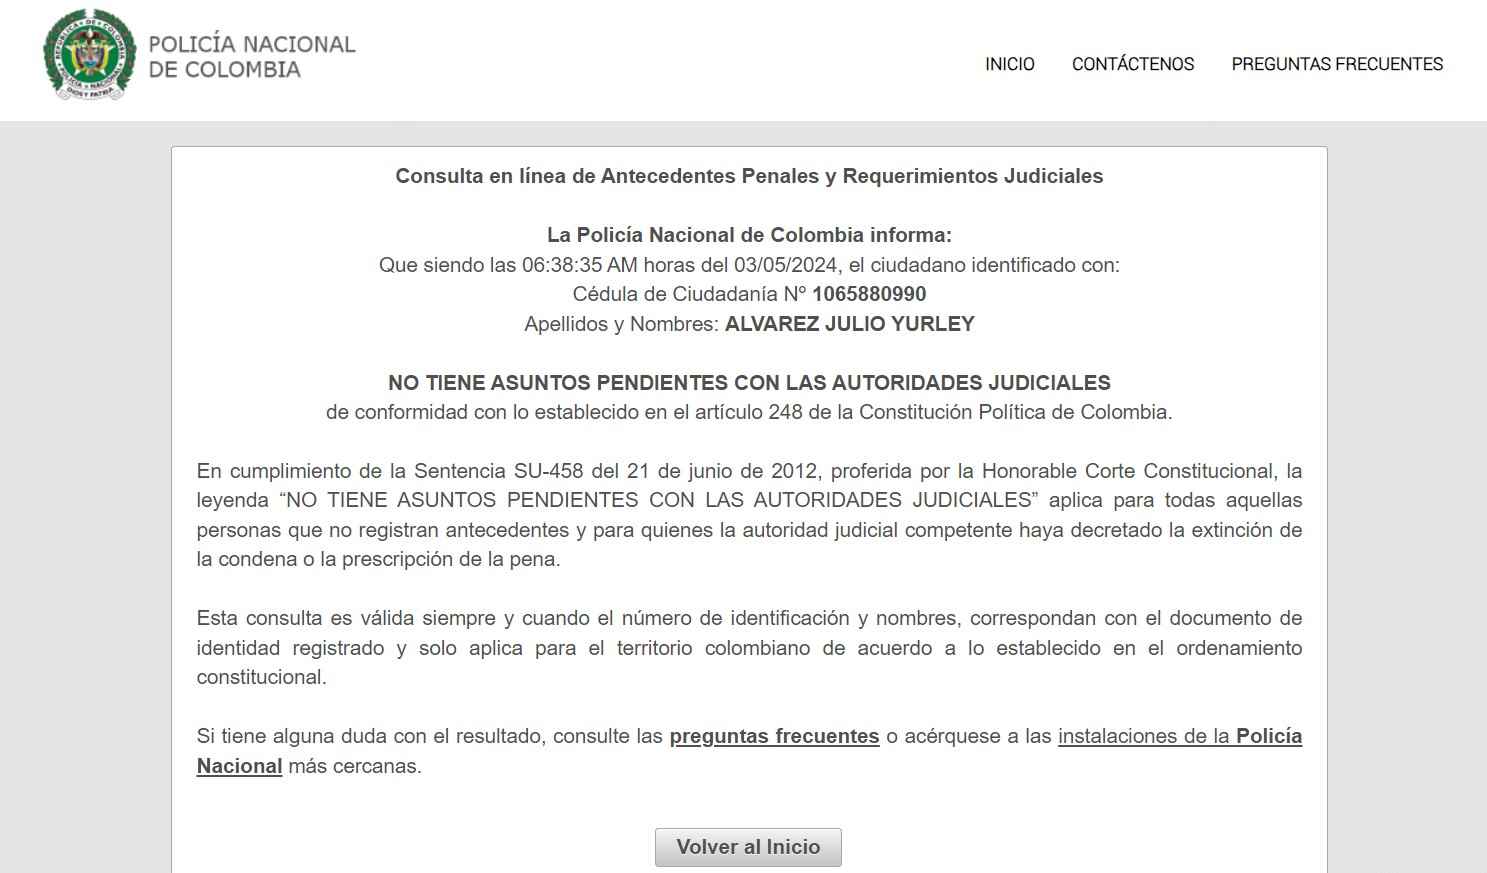 POLICÍA NACIONAL
DE COLOMBIA
INICIO CONTÁCTENOS PREGUNTAS FRECUENTES
Consulta en línea de Antecedentes Penales y Requerimientos Judiciales
La Policía Nacional de Colombia informa:
Que siendo las 06:38:35 AM horas del 03/05/2024, el ciudadano identificado con:
Cédula de Ciudadanía Nº 1065880990
Apellidos y Nombres: ALVAREZ JULIO YURLEY
NO TIENE ASUNTOS PENDIENTES CON LAS AUTORIDADES JUDICIALES
de conformidad con lo establecido en el artículo 248 de la Constitución Política de Colombia.
En cumplimiento de la Sentencia SU-458 del 21 de junio de 2012, proferida por la Honorable Corte Constitucional, la
leyenda “NO TIENE ASUNTOS PENDIENTES CON LAS AUTORIDADES JUDICIALES” aplica para todas aquellas
personas que no registran antecedentes y para quienes la autoridad judicial competente haya decretado la extinción de
la condena o la prescripción de la pena.
Esta consulta es válida siempre y cuando el número de identificación y nombres, correspondan con el documento de
identidad registrado y solo aplica para el territorio colombiano de acuerdo a lo establecido en el ordenamiento
constitucional.
Si tiene alguna duda con el resultado, consulte las preguntas frecuentes o acérquese a las instalaciones de la Policía
Nacional más cercanas.
Volver al Inicio